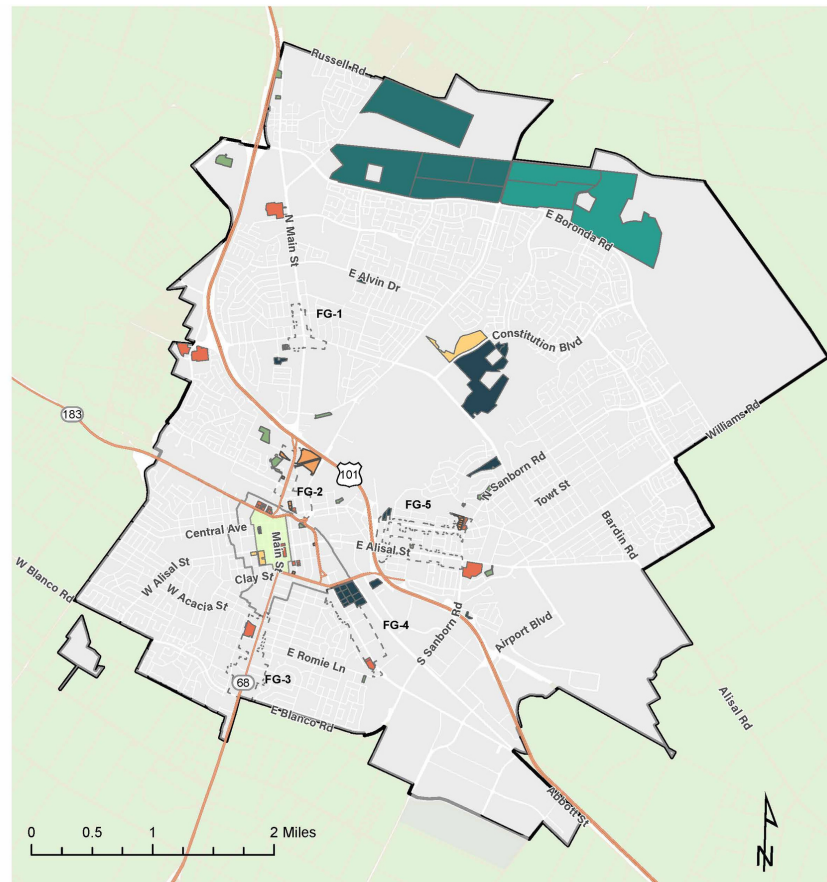 Russell Rd
N Main St
E Boronda Rd
E Alvin Dr
FG-1
Constitution Blvd
183
Williams Rd
101
N Sanborn Rd
FG-2
Towt St
FG-5
Central Ave
Main St
E Alisal St
Bardin Rd
W Blanco Rd
W Alisal St
Clay St
W Acacia St
FG-4
S Sanborn Rd
Airport Blvd
E Romie Ln
68
FG-3
Alisal Rd
E Blanco Rd
Abbott St
0 0.5 1 2 Miles
N